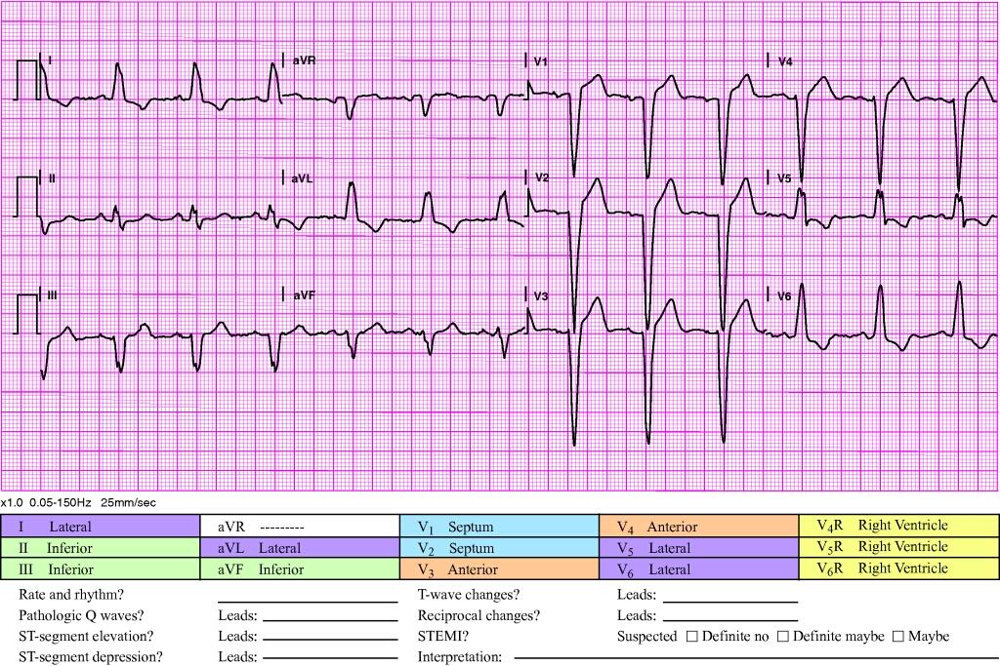 I aVR V1 V4
II aVL V2 V5
III aVF V3 V6
x1.0 0.05-150Hz 25mm/sec
I Lateral aVR --------- V1 Septum V4 Anterior V4R Right Ventricle
II Inferior aVL Lateral V2 Septum V5 Lateral V5R Right Ventricle
III Inferior aVF Inferior V3 Anterior V6 Lateral V6R Right Ventricle
Rate and rhythm? T-wave changes? Leads:
Pathologic Q waves? Leads: Reciprocal changes? Leads:
ST-segment elevation? Leads: STEMI? Suspected □ Definite no □ Definite maybe □ Maybe
ST-segment depression? Leads: Interpretation: